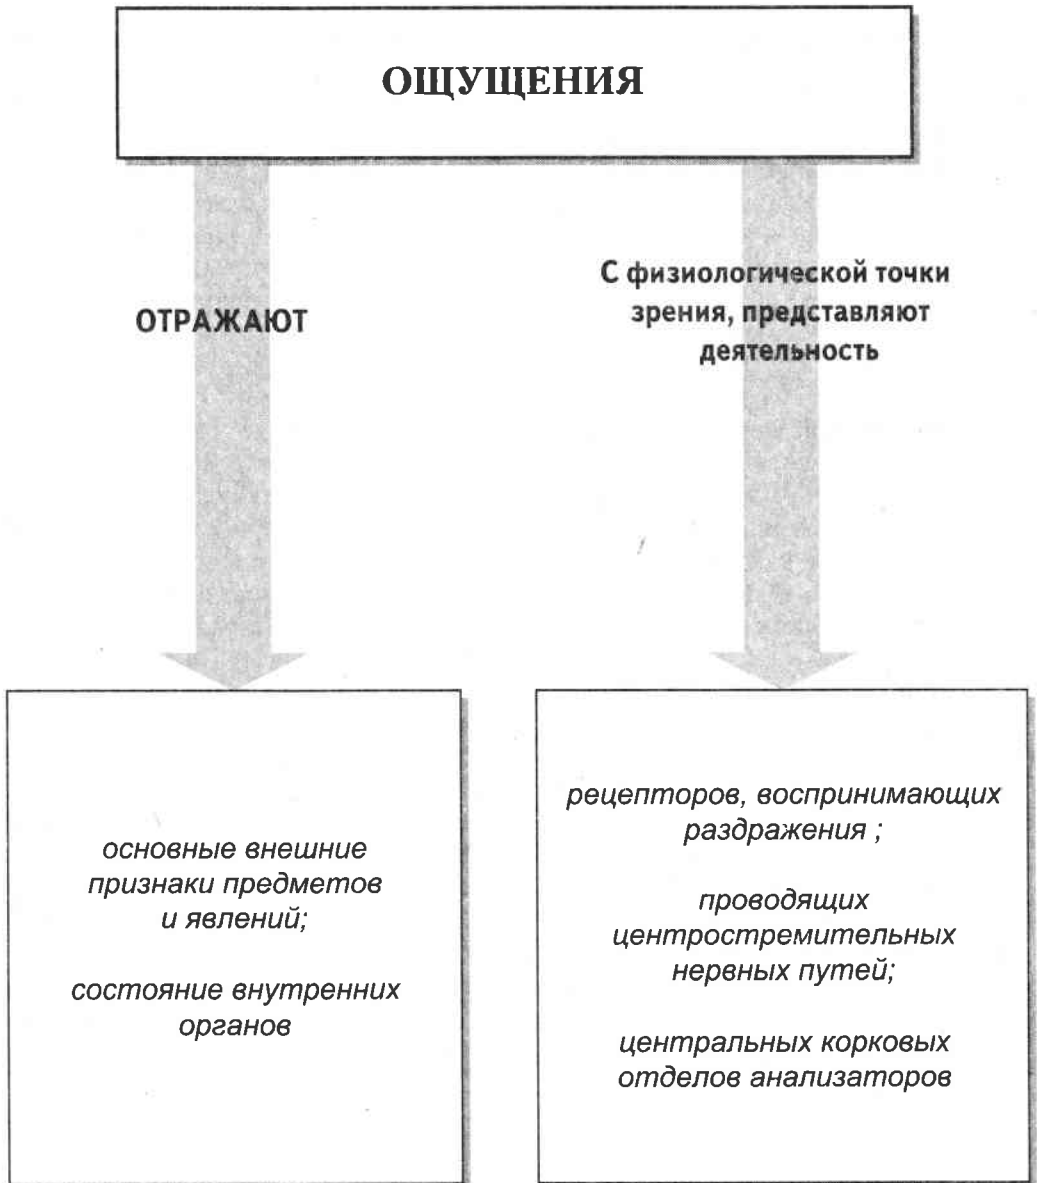 ОЩУЩЕНИЯ
ОТРАЖАЮТ
С физиологической точки
зрения, представляют
деятельность
основные внешние
признаки предметов
и явлений;
состояние внутренних
органов
рецепторов, воспринимающих
раздражения ;
проводящих
центростремительных
нервных путей;
центральных корковых
отделов анализаторов